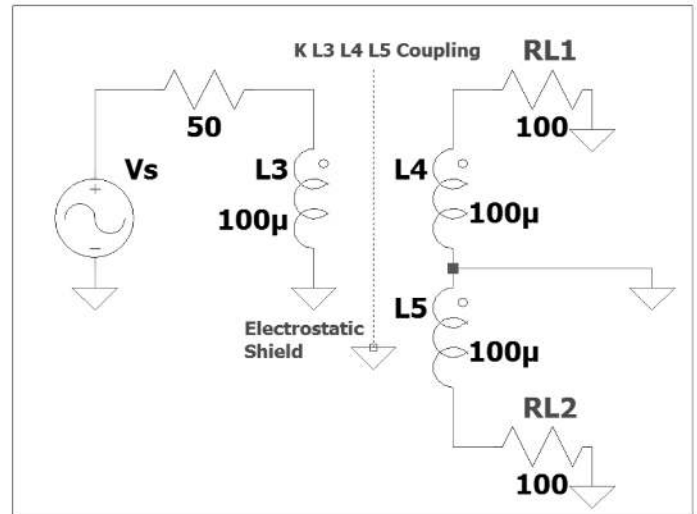 K L3 L4 L5 Coupling
RL1
50
100
Vs
L3
L4
100µ
100µ
L5
Electrostatic
Shield
100µ
RL2
100